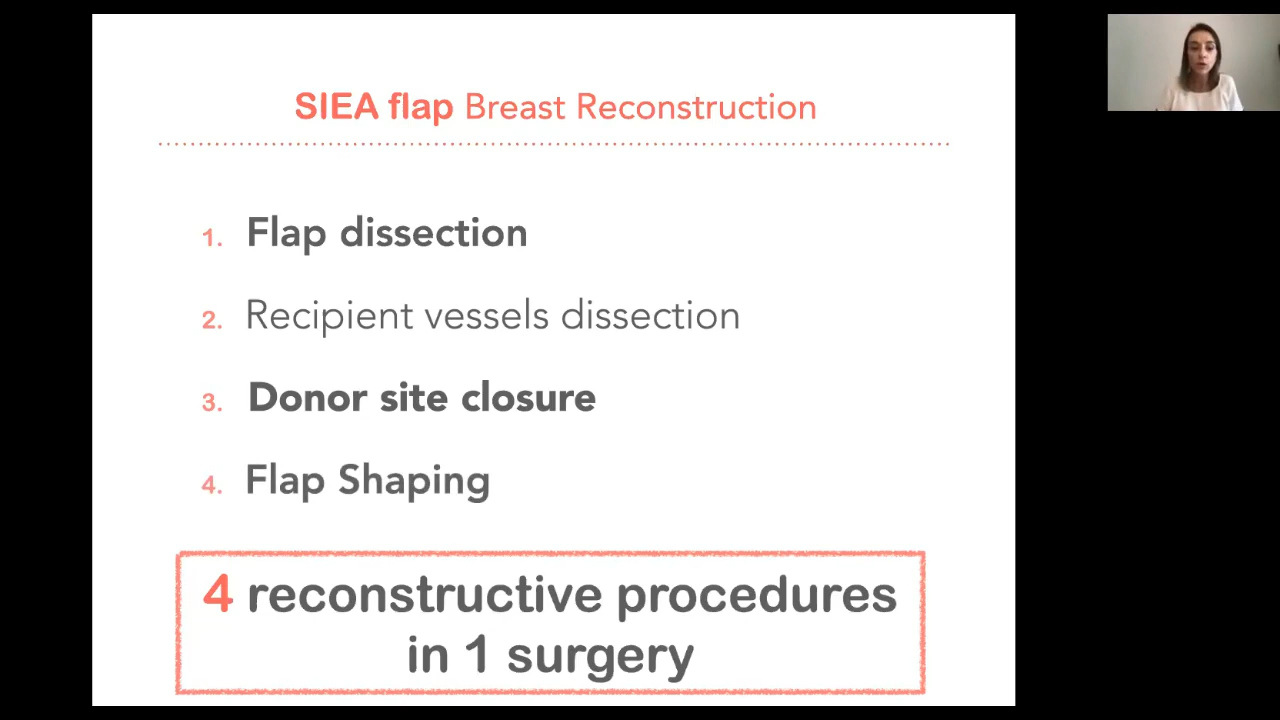 SIEA flap Breast Reconstruction
1. Flap dissection
2. Recipient vessels dissection
3. Donor site closure
4. Flap Shaping
4 reconstructive procedures
in 1 surgery